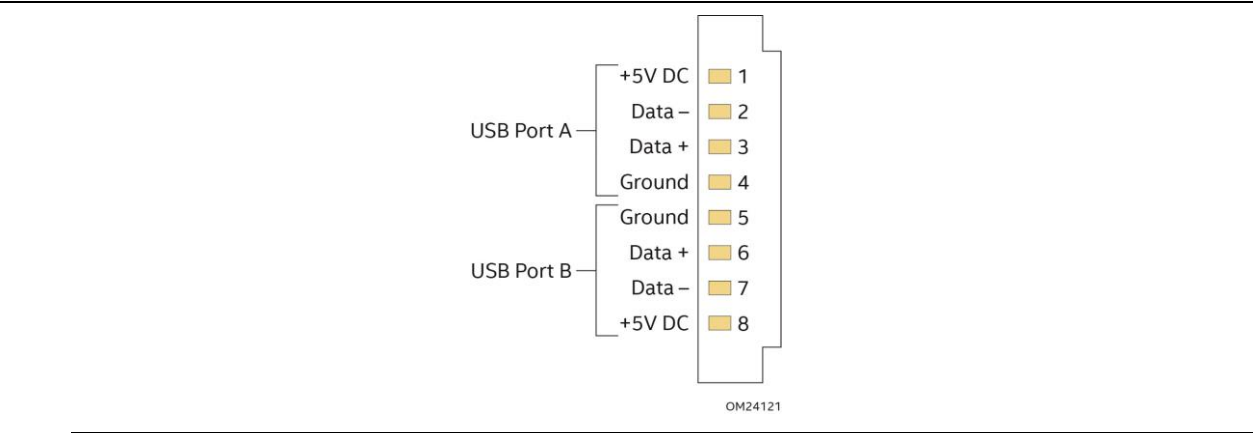 +5V DC 1
Data – 2
USB Port A
Data + 3
Ground 4
Ground 5
Data + 6
USB Port B
Data – 7
+5V DC 8
OM24121